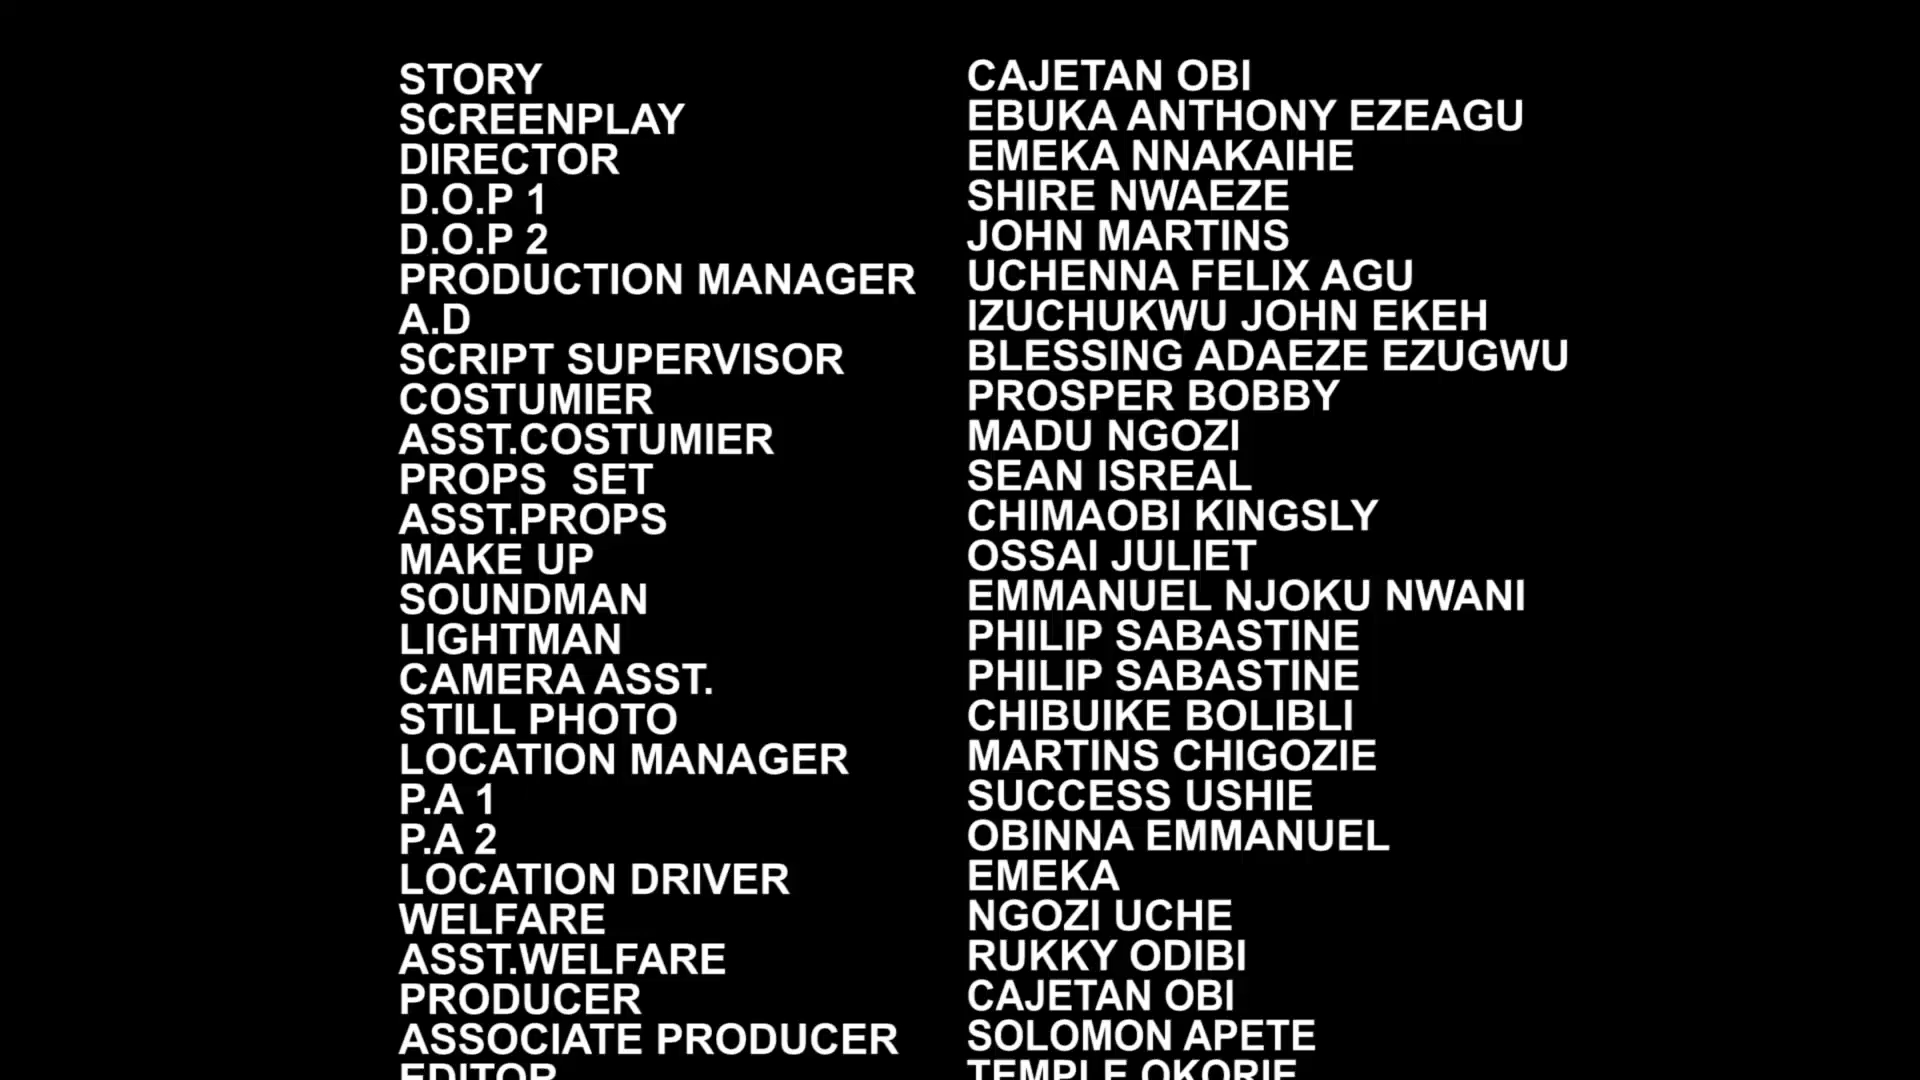 STORY CAJETAN OBI
SCREENPLAY EBUKA ANTHONY EZEAGU
DIRECTOR EMEKA NNAKAIHE
D.O.P 1 SHIRE NWAEZE
D.O.P 2 JOHN MARTINS
PRODUCTION MANAGER UCHENNA FELIX AGU
A.D IZUCHUKWU JOHN EKEH
SCRIPT SUPERVISOR BLESSING ADAEZE EZUGWU
COSTUMIER PROSPER BOBBY
ASST.COSTUMIER MADU NGOZI
PROPS  SET SEAN ISREAL
ASST.PROPS CHIMAOBI KINGSLY
MAKE UP OSSAI JULIET
SOUNDMAN EMMANUEL NJOKU NWANI
LIGHTMAN PHILIP SABASTINE
CAMERA ASST. PHILIP SABASTINE
STILL PHOTO CHIBUIKE BOLIBLI
LOCATION MANAGER MARTINS CHIGOZIE
P.A 1 SUCCESS USHIE
P.A 2 OBINNA EMMANUEL
LOCATION DRIVER EMEKA
WELFARE NGOZI UCHE
ASST.WELFARE RUKKY ODIBI
PRODUCER CAJETAN OBI
ASSOCIATE PRODUCER SOLOMON APETE
EDITOR TEMPLE OKORIE